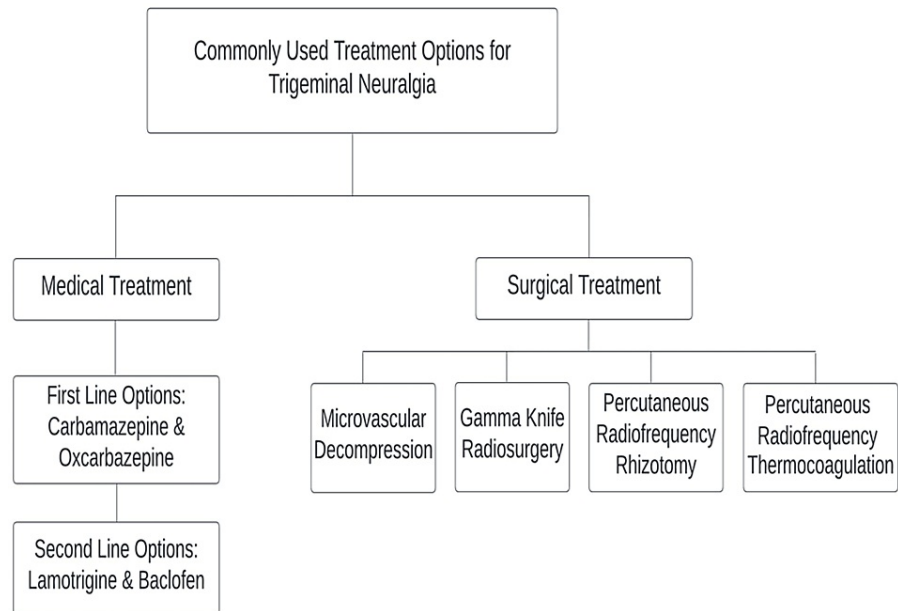 Commonly Used Treatment Options for
Trigeminal Neuralgia
Medical Treatment
Surgical Treatment
First Line Options:
Carbamazepine &
Oxcarbazepine
Second Line Options:
Lamotrigine & Baclofen
Microvascular
Decompression
Gamma Knife
Radiosurgery
Percutaneous
Radiofrequency
Rhizotomy
Percutaneous
Radiofrequency
Thermocoagulation